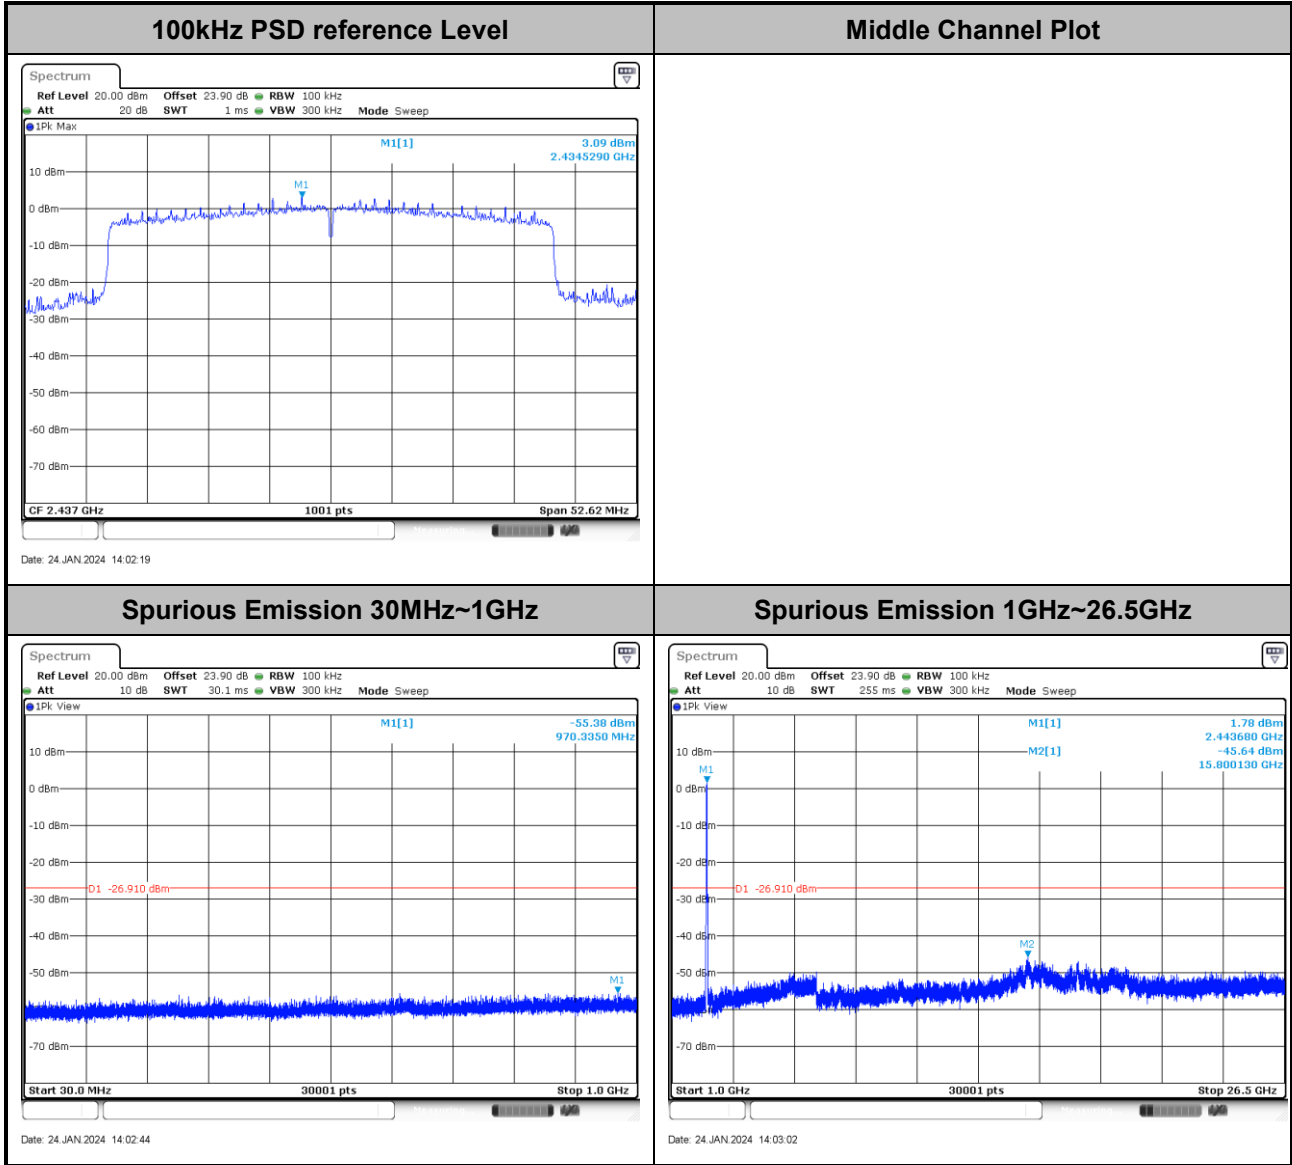 100kHz PSD reference Level
Middle Channel Plot
Spectrum
Ref Level 20.00 dBm Offset 23.90 dB RBW 100 kHz
Att 20 dB SWT 1 ms VBW 300 kHz Mode Sweep
1Pk Max
M1[1] 3.09 dBm
2.4345290 GHz
10 dBm
M1
0 dBm
-10 dBm
-20 dBm
-30 dBm
-40 dBm
-50 dBm
-60 dBm
-70 dBm
CF 2.437 GHz 1001 pts Span 52.62 MHz
Date: 24.JAN.2024 14:02:19
Spurious Emission 30MHz~1GHz
Spurious Emission 1GHz~26.5GHz
Spectrum
Ref Level 20.00 dBm Offset 23.90 dB RBW 100 kHz
Att 10 dB SWT 30.1 ms VBW 300 kHz Mode Sweep
1Pk View
M1[1] -55.38 dBm
970.3350 MHz
10 dBm
0 dBm
-10 dBm
-20 dBm
D1 -26.910 dBm
-30 dBm
-40 dBm
-50 dBm
M1
-70 dBm
Start 30.0 MHz 30001 pts Stop 1.0 GHz
Date: 24.JAN.2024 14:02:44
Spectrum
Ref Level 20.00 dBm Offset 23.90 dB RBW 100 kHz
Att 10 dB SWT 255 ms VBW 300 kHz Mode Sweep
1Pk View
M1[1] 1.78 dBm
2.443680 GHz
10 dBm M2[1] -45.64 dBm
15.800130 GHz
M1
0 dBm
-10 dBm
-20 dBm
D1 -26.910 dBm
-30 dBm
-40 dBm
M2
-50 dBm
-70 dBm
Start 1.0 GHz 30001 pts Stop 26.5 GHz
Date: 24.JAN.2024 14:03:02